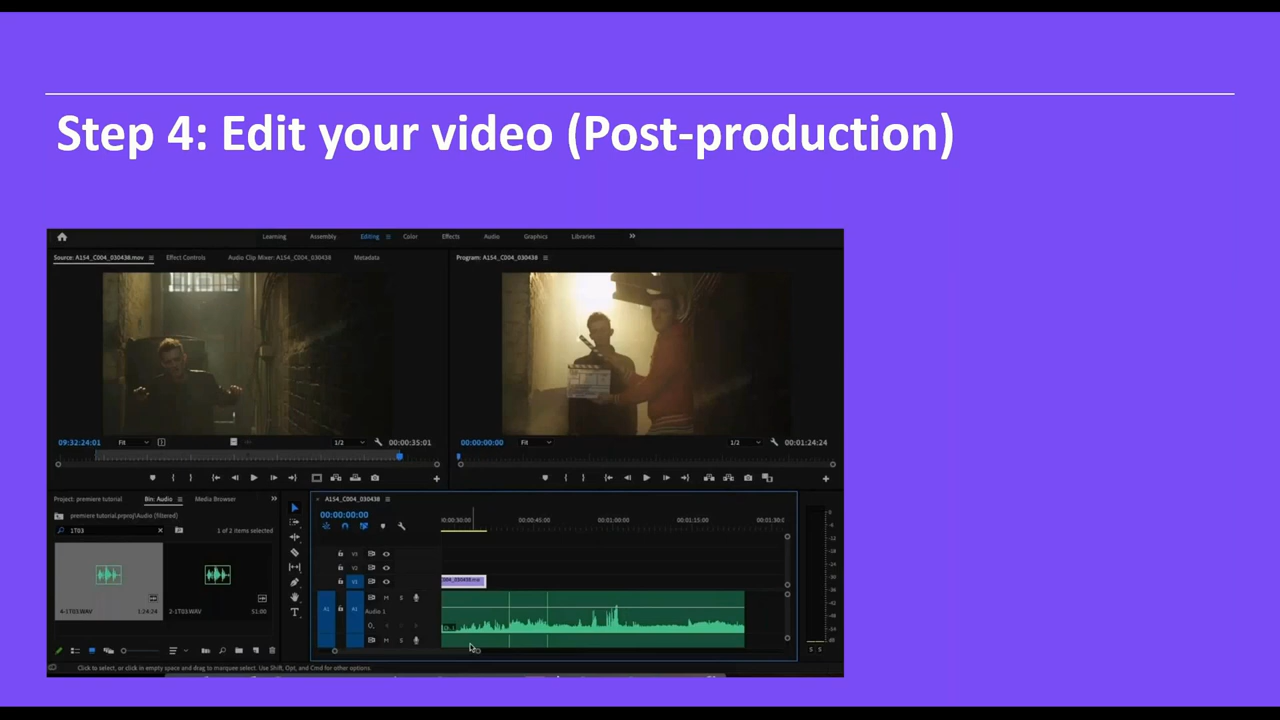 Step 4: Edit your video (Post-production)
Learning Assembly Editing Color Effects Audio Graphics Libraries
Source: A154_C004_030438.mov Effect Controls Audio Clip Mixer: A154_C004_030438 Metadata
Program: A154_C004_030438
09:32:24:01 Fit 1/2 00:00:35:01
00:00:00:00 Fit 1/2 00:01:24:24
Project: premiere tutorial Bin: Audio Media Browser
premiere tutorial.prproj\Audio (filtered)
1T03 1 of 2 items selected
4-1T03.WAV 1:24:24 2-1T03.WAV 51:00
A154_C004_030438
00:00:00:00
00:00:30:00 00:00:45:00 00:01:00:00 00:01:15:00 00:01:30:0
V3
V2
V1
A1 A1 M S
Audio 1
M S
S S
Click to select, or click in empty space and drag to marquee select. Use Shift, Opt, and Cmd for other options.